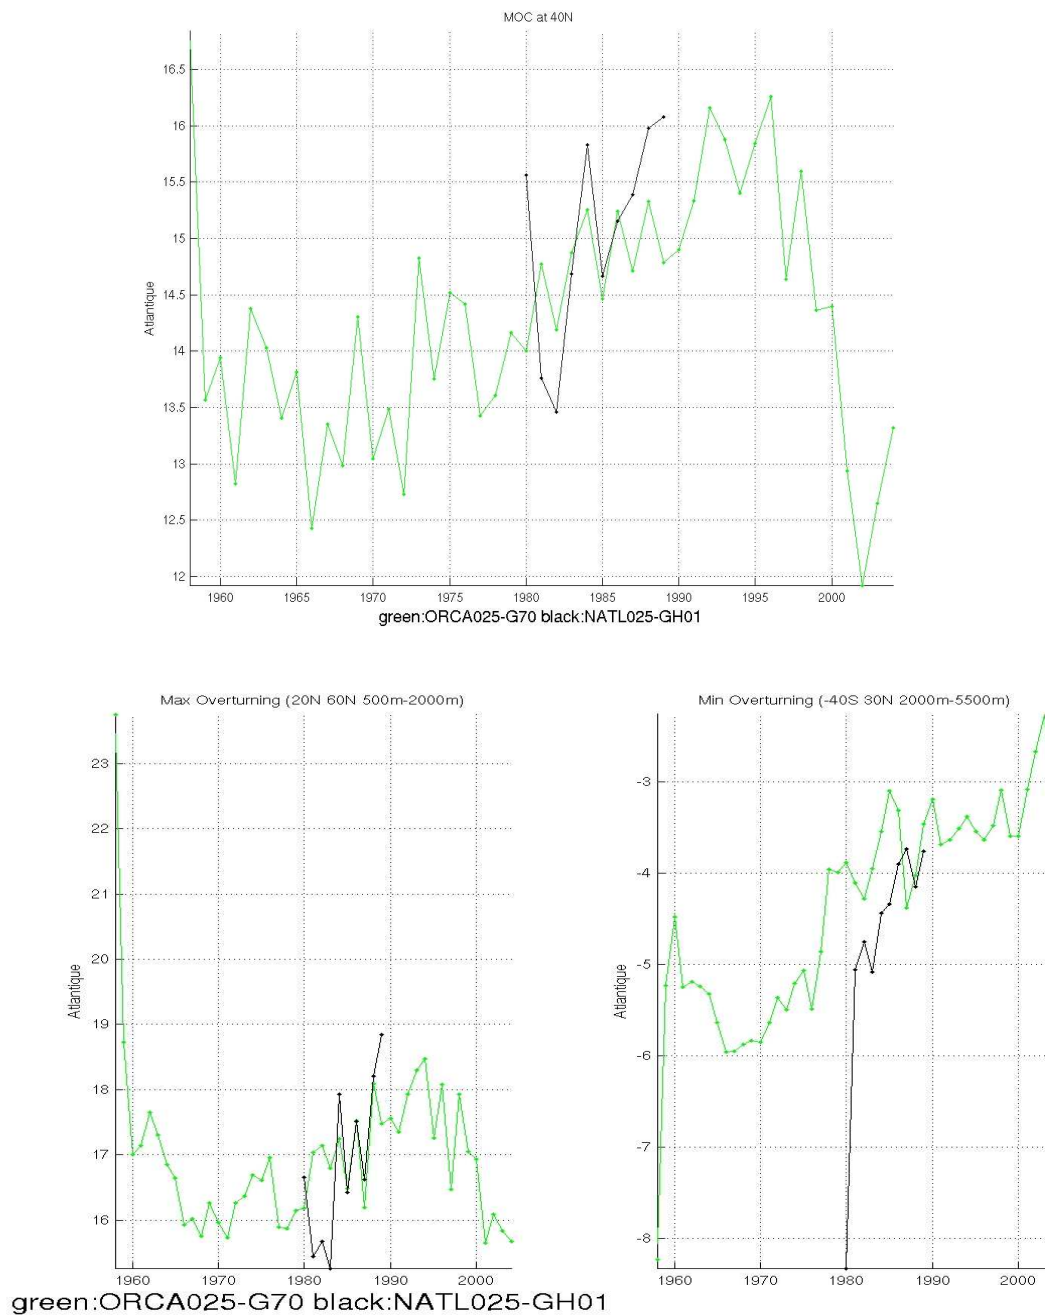 MOC at 40N
16.5
16
15.5
15
14.5
14
13.5
13
12.5
12
Atlantique
1960 1965 1970 1975 1980 1985 1990 1995 2000
green:ORCA025-G70 black:NATL025-GH01
Max Overturning (20N 60N 500m-2000m)
23
22
21
20
19
18
17
16
Atlantique
1960 1970 1980 1990 2000
Min Overturning (-40S 30N 2000m-5500m)
-3
-4
-5
-6
-7
-8
Atlantique
1960 1970 1980 1990 2000
green:ORCA025-G70 black:NATL025-GH01